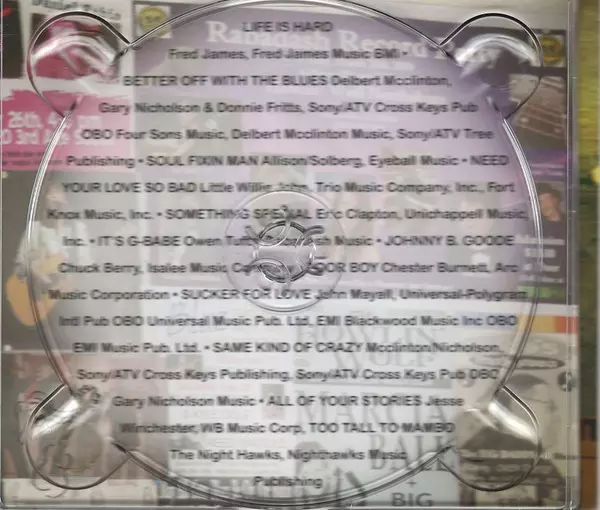 LIFE IS HARD
Fred James, Fred James Music BMI •
BETTER OFF WITH THE BLUES Delbert Mcclinton,
Gary Nicholson & Donnie Fritts, Sony/ATV Cross Keys Pub
OBO Four Sons Music, Delbert Mcclinton Music, Sony/ATV Tree
Publishing • SOUL FIXIN MAN Allison/Solberg, Eyeball Music • NEED
YOUR LOVE SO BAD Little Willie John, Trio Music Company, Inc., Fort
Knox Music, Inc. • SOMETHING SPECIAL Eric Clapton, Unichappell Music,
Inc. • IT'S G-BABE Owen Music • JOHNNY B. GOODE
Chuck Berry, Isalee Music BOY Chester Burnett, Arc
Music Corporation • SUCKER FOR LOVE John Mayall, Universal-Polygram
Intl Pub OBO Universal Music Pub. Ltd, EMI Blackwood Music Inc OBO
EMI Music Pub. Ltd. • SAME KIND OF CRAZY Mcclinton/Nicholson,
Sony/ATV Cross Keys Publishing, Sony/ATV Cross Keys Pub OBO
Gary Nicholson Music • ALL OF YOUR STORIES Jesse
Winchester, WB Music Corp, TOO TALL TO MAMBO
The Night Hawks, Nighthawks Music
Publishing
26th, 4
3rd Ave
MARCIA
BALL
+ BIG